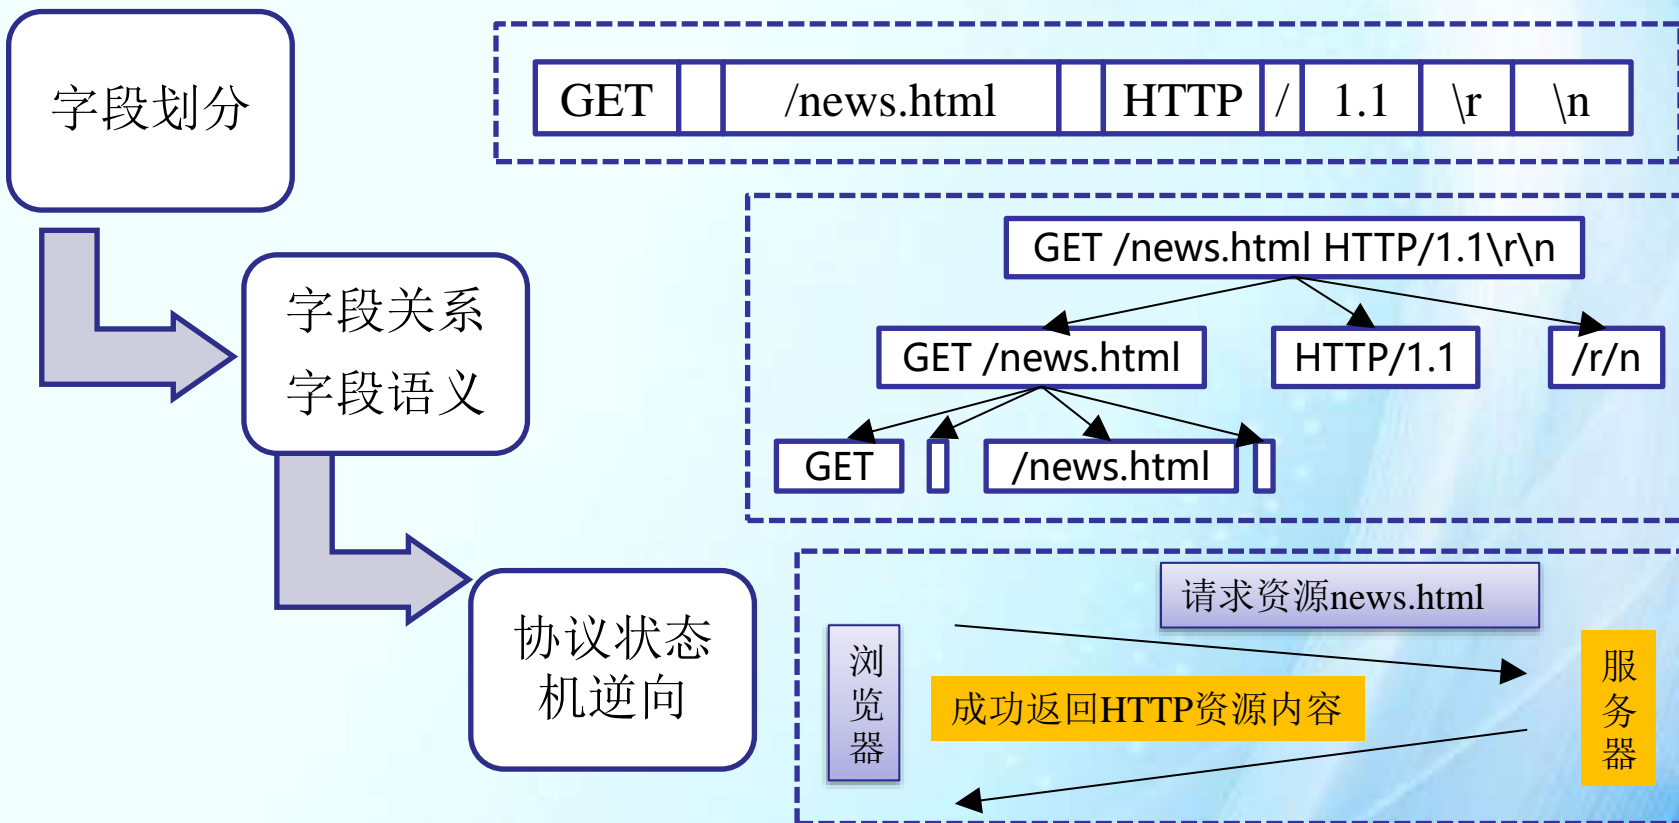 字段划分
GET /news.html HTTP / 1.1 \r \n
字段关系
字段语义
GET /news.html HTTP/1.1\r\n
GET /news.html
HTTP/1.1
/r/n
GET
/news.html
协议状态
机逆向
请求资源news.html
浏
览
器
成功返回HTTP资源内容
服
务
器